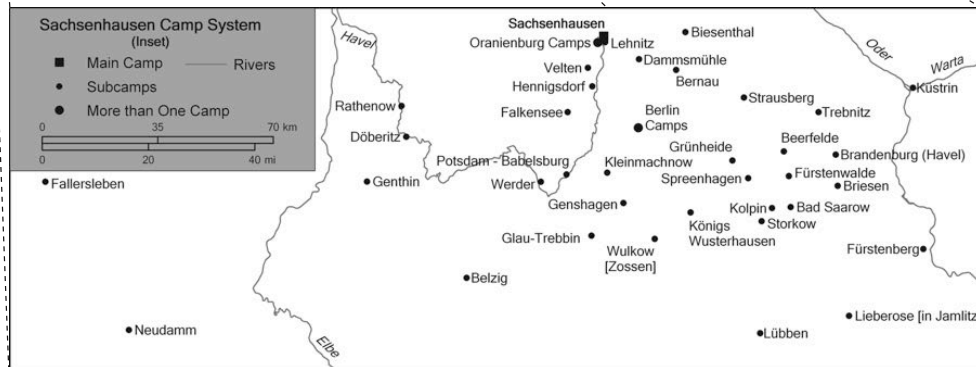 Sachsenhausen Camp System
(Inset)
Main Camp
Rivers
Subcamps
More than One Camp
0 35 70 km
0 20 40 mi
Havel
Sachsenhausen
Oranienburg Camps
Lehnitz
Biesenthal
Oder
Warta
Velten
Dammsmühle
Bernau
Hennigsdorf
Küstrin
Rathenow
Falkensee
Strausberg
Trebnitz
Berlin
Camps
Döberitz
Grünheide
Beerfelde
Brandenburg (Havel)
Potsdam - Babelsburg
Kleinmachnow
Fallersleben
Genthin
Werder
Spreenhagen
Fürstenwalde
Briesen
Genshagen
Kolpin
Bad Saarow
Königs
Wusterhausen
Storkow
Glau-Trebbin
Wulkow
[Zossen]
Fürstenberg
Belzig
Neudamm
Elbe
Lübben
Lieberose [in Jamlitz